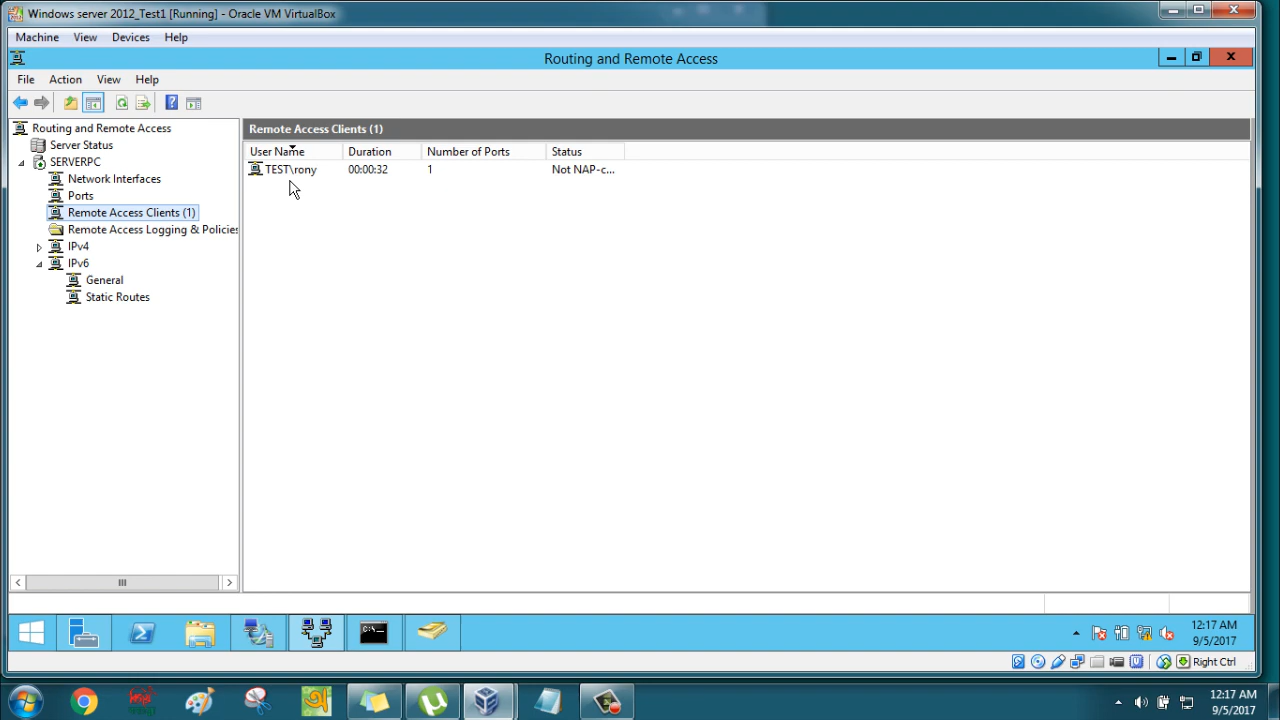 Windows server 2012_Test1 [Running] - Oracle VM VirtualBox
Machine View Devices Help
Routing and Remote Access
File Action View Help
Routing and Remote Access
Server Status
SERVERPC
Network Interfaces
Ports
Remote Access Clients (1)
Remote Access Logging & Policies
IPv4
IPv6
General
Static Routes
Remote Access Clients (1)
User Name Duration Number of Ports Status
TEST\rony 00:00:32 1 Not NAP-c...
12:17 AM
9/5/2017
Right Ctrl
12:17 AM
9/5/2017